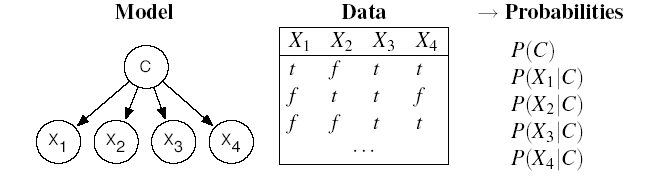 Model
C
X1 X2 X3 X4
Data
X1 X2 X3 X4
t f t t
f t t f
f f t t
...
→ Probabilities
P(C)
P(X1|C)
P(X2|C)
P(X3|C)
P(X4|C)